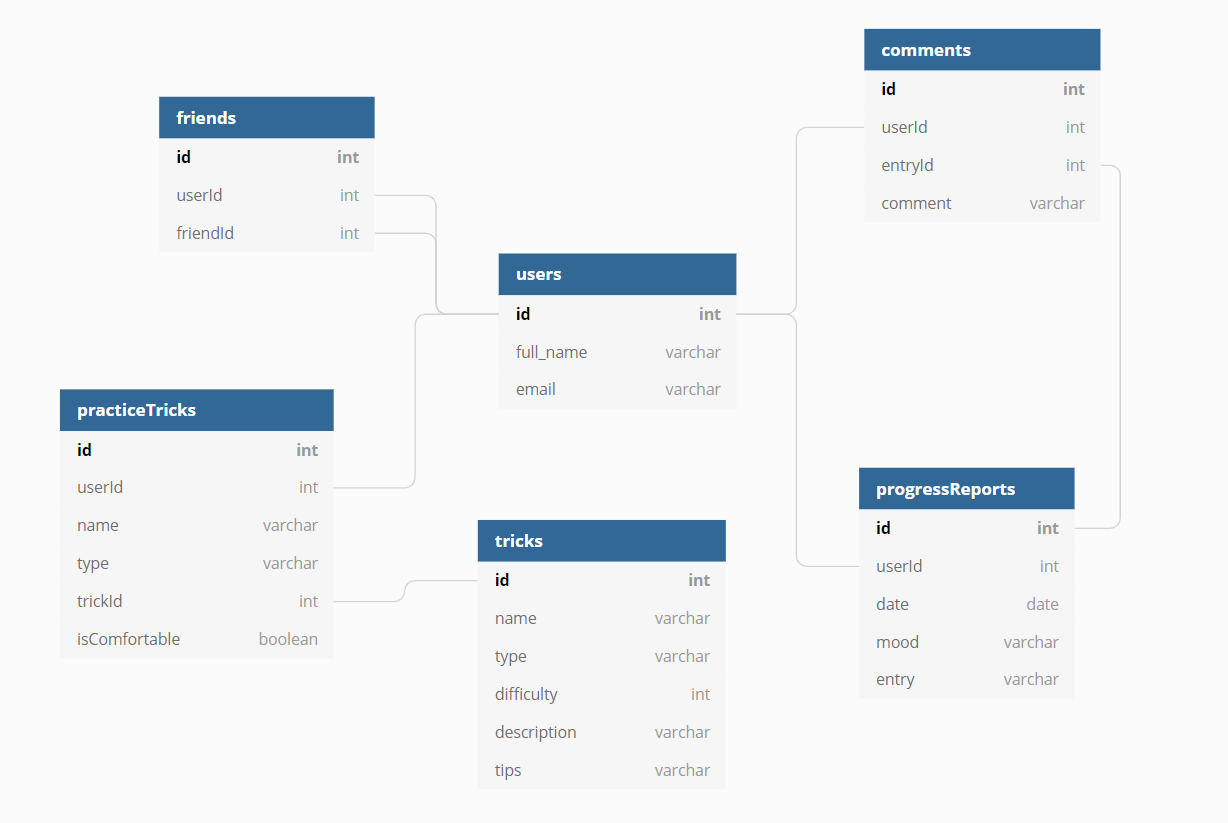 friends
id int
userId int
friendId int
comments
id int
userId int
entryId int
comment varchar
users
id int
full_name varchar
email varchar
practiceTricks
id int
userId int
name varchar
type varchar
trickId int
isComfortable boolean
tricks
id int
name varchar
type varchar
difficulty int
description varchar
tips varchar
progressReports
id int
userId int
date date
mood varchar
entry varchar